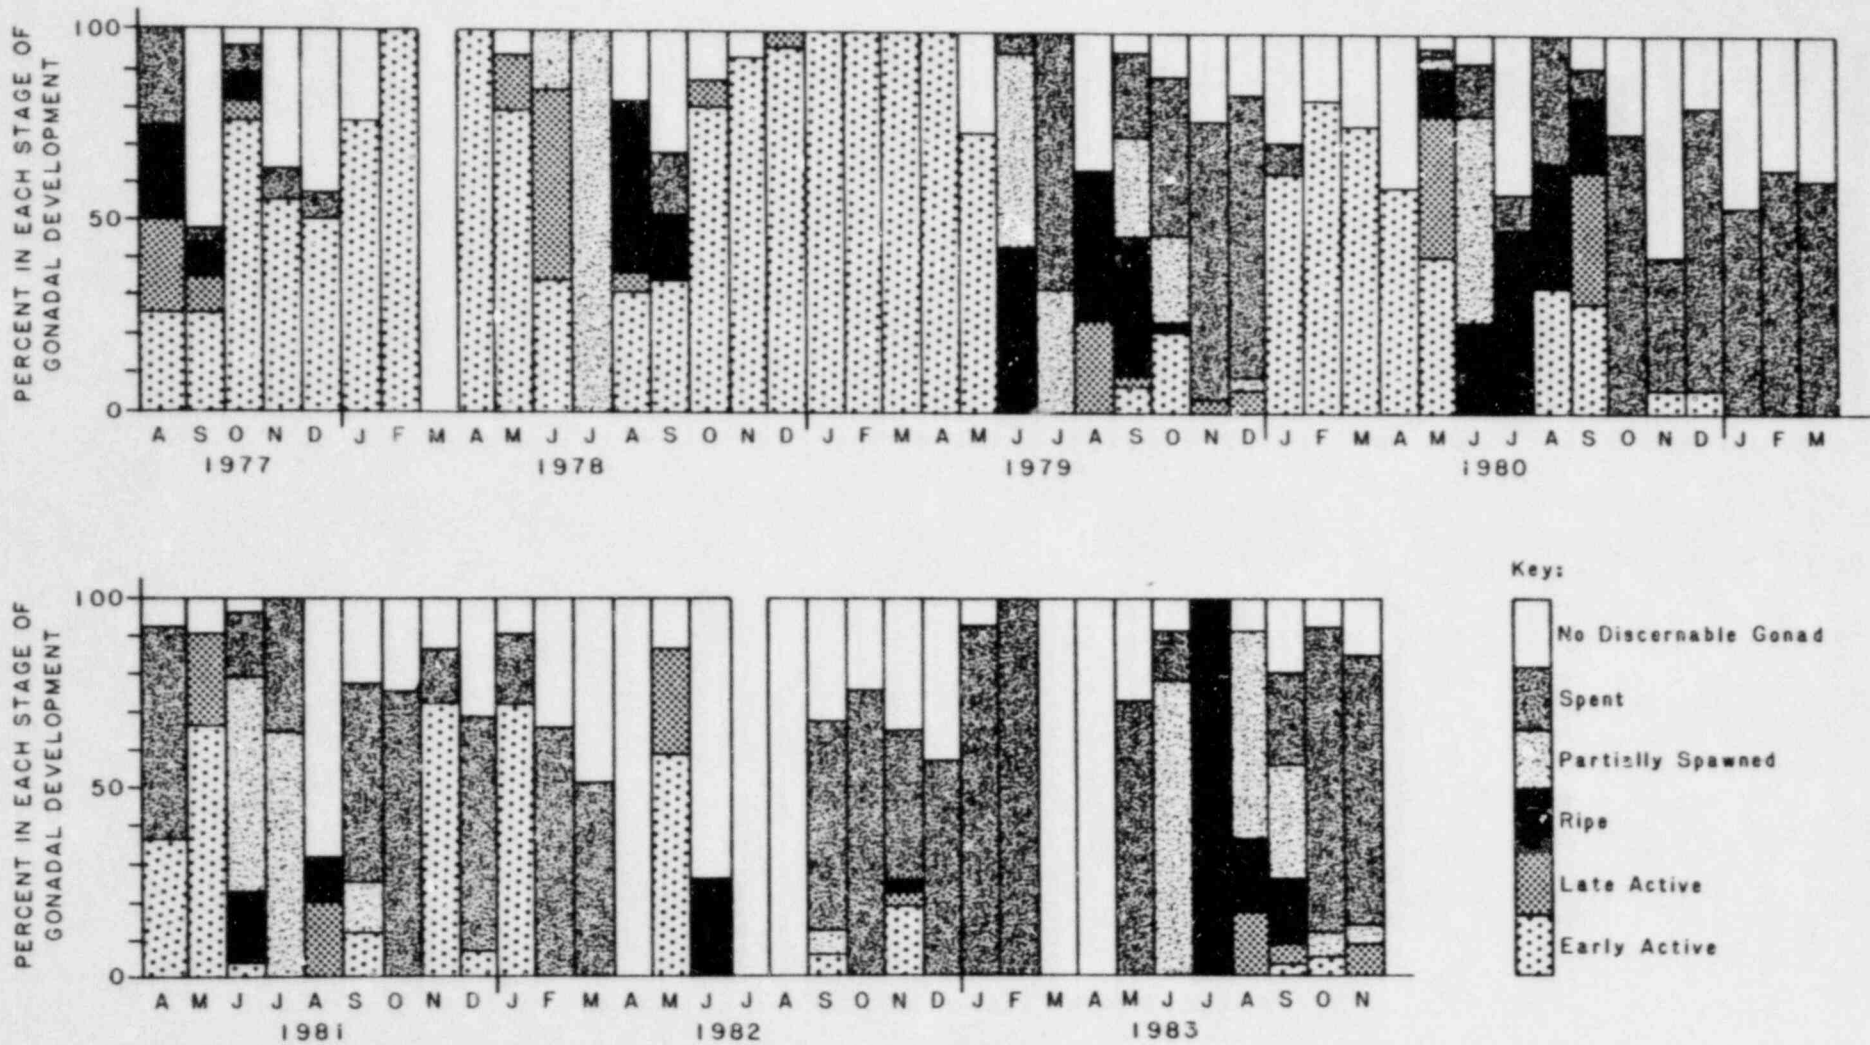 PERCENT IN EACH STAGE OF
GONADAL DEVELOPMENT
100
50
0
A S O N D J F M A M J J A S O N D J F M A M J J A S O N D J F M A M J J A S O N D J F M
1977 1978 1979 1980
PERCENT IN EACH STAGE OF
GONADAL DEVELOPMENT
100
50
0
A M J J A S O N D J F M A M J J A S O N D J F M A M J J A S O N
1981 1982 1983
Key:
No Discernable Gonad
Spent
Partially Spawned
Ripe
Late Active
Early Active